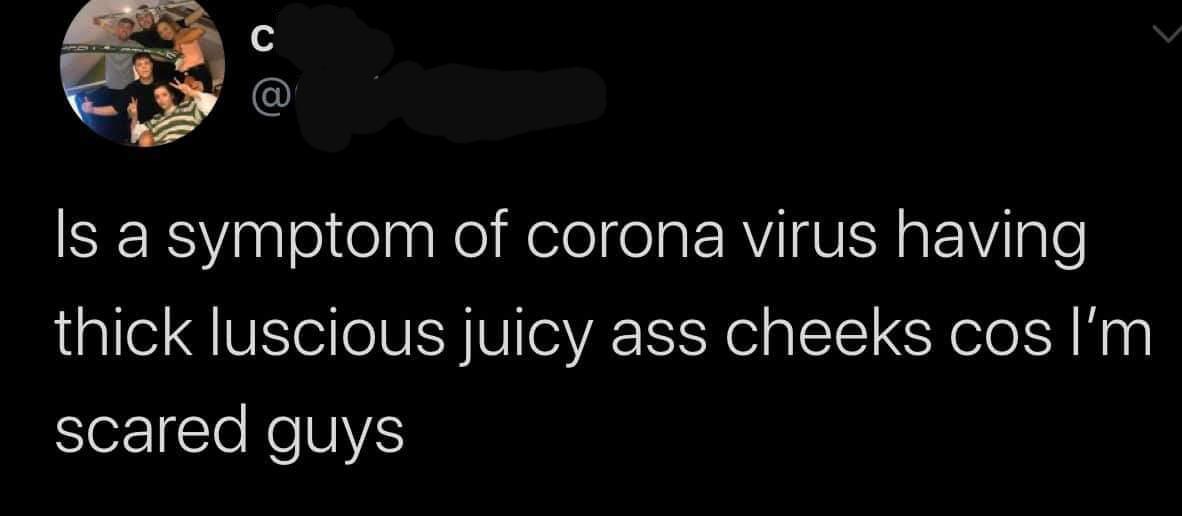 c
@
Is a symptom of corona virus having
thick luscious juicy ass cheeks cos I'm
scared guys